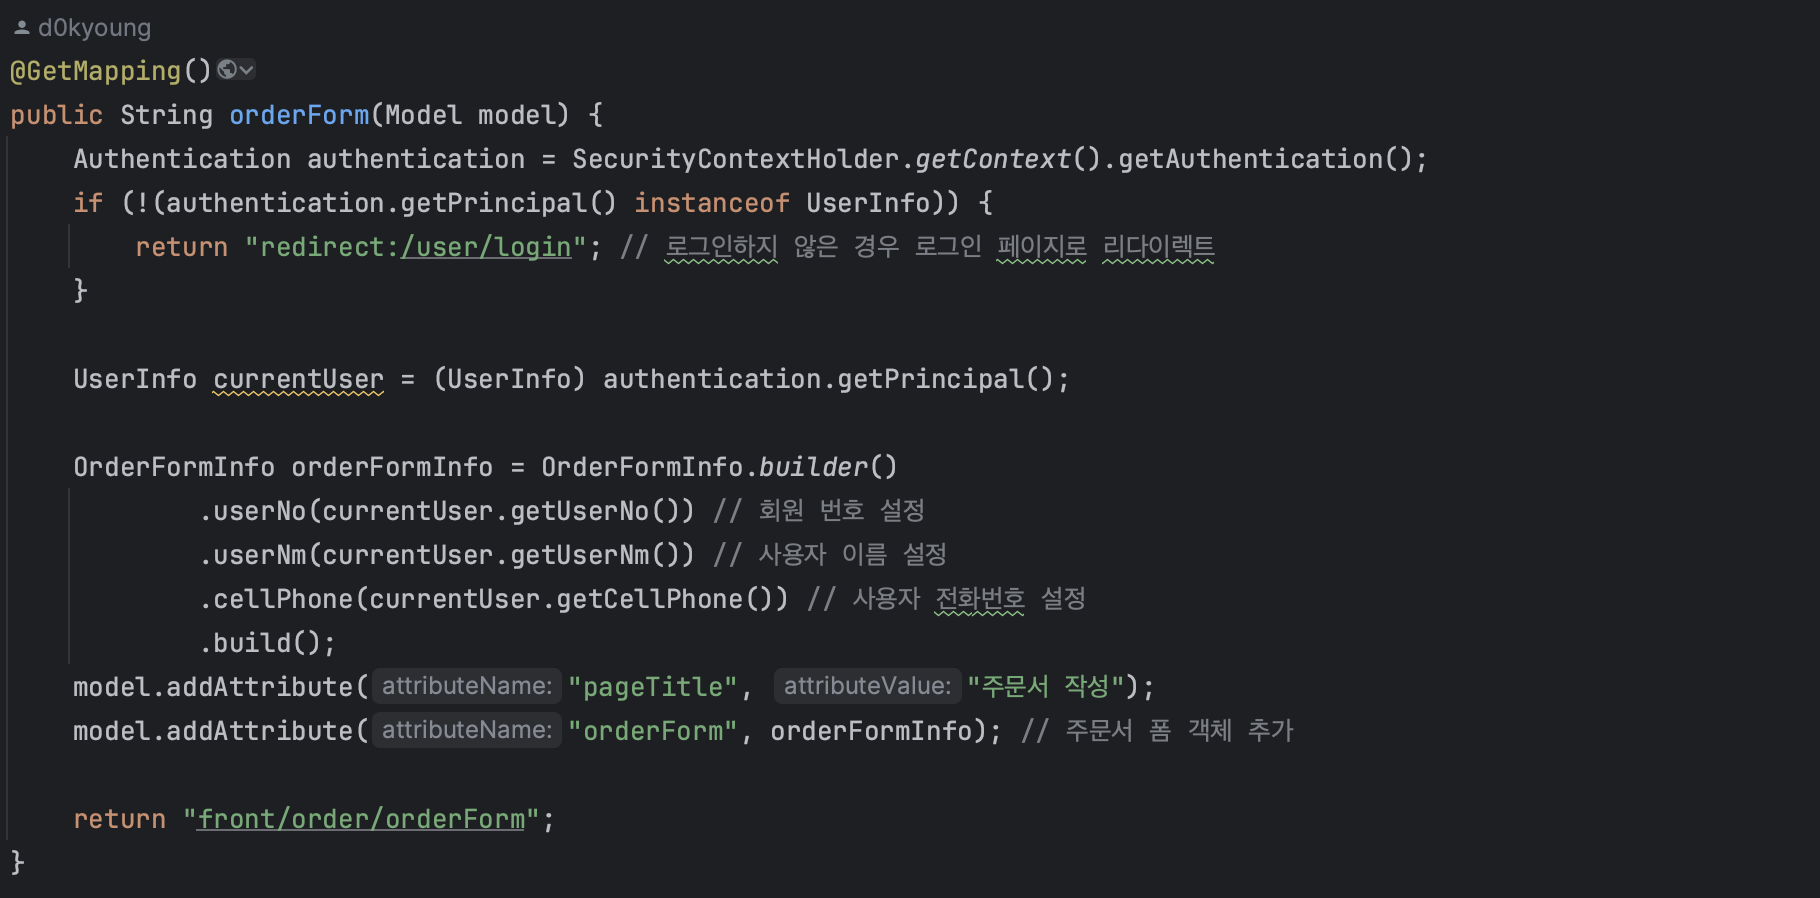 d0kyoung
@GetMapping()
public String orderForm(Model model) {
Authentication authentication = SecurityContextHolder.getContext().getAuthentication();
if (!(authentication.getPrincipal() instanceof UserInfo)) {
return "redirect:/user/login"; // 로그인하지 않은 경우 로그인 페이지로 리다이렉트
}
UserInfo currentUser = (UserInfo) authentication.getPrincipal();
OrderFormInfo orderFormInfo = OrderFormInfo.builder()
.userNo(currentUser.getUserNo()) // 회원 번호 설정
.userNm(currentUser.getUserNm()) // 사용자 이름 설정
.cellPhone(currentUser.getCellPhone()) // 사용자 전화번호 설정
.build();
model.addAttribute( attributeName: "pageTitle", attributeValue: "주문서 작성");
model.addAttribute( attributeName: "orderForm", orderFormInfo); // 주문서 폼 객체 추가
return "front/order/orderForm";
}